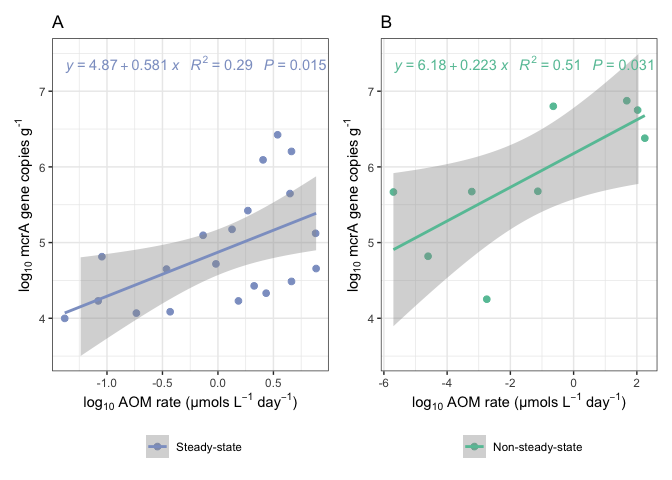 A
y = 4.87 + 0.581 x R² = 0.29 P = 0.015
7
6
5
4
log₁₀ mcrA gene copies g⁻¹
-1.0 -0.5 0.0 0.5
log₁₀ AOM rate (µmols L⁻¹ day⁻¹)
Steady-state
B
y = 6.18 + 0.223 x R² = 0.51 P = 0.031
7
6
5
4
log₁₀ mcrA gene copies g⁻¹
-6 -4 -2 0 2
log₁₀ AOM rate (µmols L⁻¹ day⁻¹)
Non-steady-state